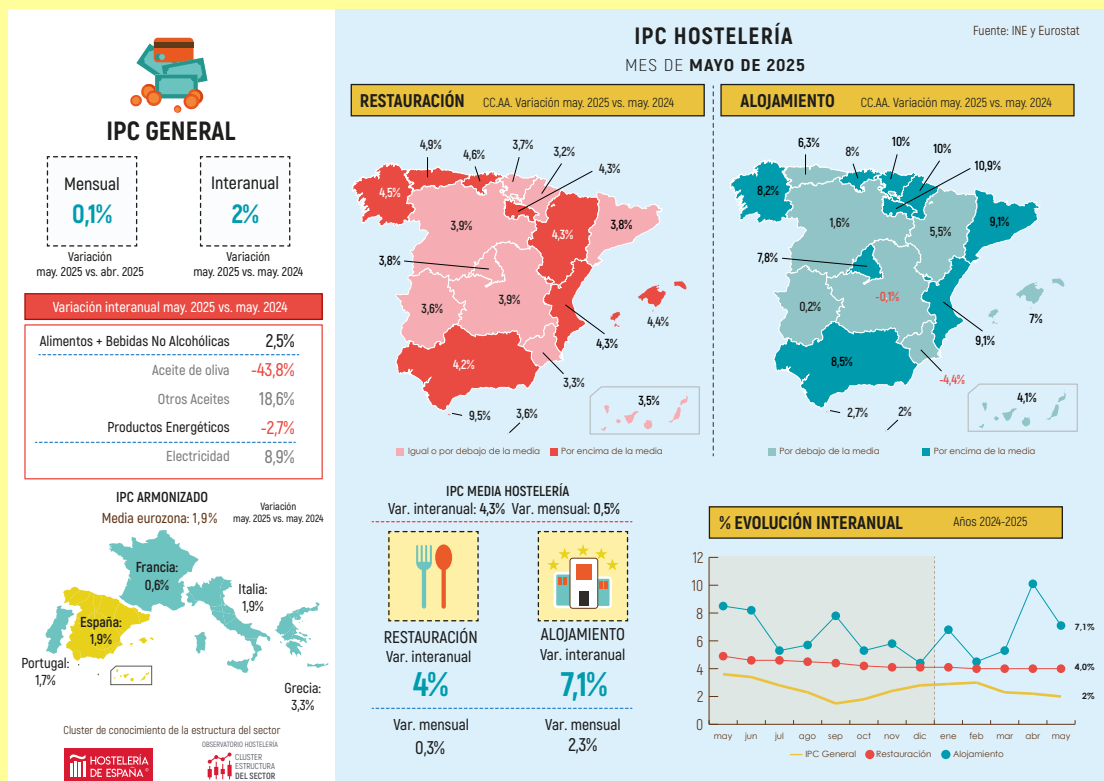 IPC GENERAL
Mensual
0,1%
Variación
may. 2025 vs. abr. 2025
Interanual
2%
Variación
may. 2025 vs. may. 2024
Variación interanual may. 2025 vs. may. 2024
Alimentos + Bebidas No Alcohólicas 2,5%
Aceite de oliva -43,8%
Otros Aceites 18,6%
Productos Energéticos -2,7%
Electricidad 8,9%
IPC ARMONIZADO
Media eurozona: 1,9%
Variación
may. 2025 vs. may. 2024
Francia:
0,6%
Italia:
1,9%
España:
1,9%
Portugal:
1,7%
Grecia:
3,3%
Cluster de conocimiento de la estructura del sector
HOSTELERÍA
DE ESPAÑA
OBSERVATORIO HOSTELERÍA
CLUSTER
ESTRUCTURA
DEL SECTOR
IPC HOSTELERÍA
MES DE MAYO DE 2025
Fuente: INE y Eurostat
RESTAURACIÓN CC.AA. Variación may. 2025 vs. may. 2024
4,9%
4,6%
3,7%
3,2%
4,3%
4,5%
3,9%
4,3%
3,8%
3,8%
3,6%
3,9%
4,4%
4,3%
4,2%
3,3%
9,5%
3,6%
3,5%
Igual o por debajo de la media
Por encima de la media
ALOJAMIENTO CC.AA. Variación may. 2025 vs. may. 2024
6,3%
8%
10%
10%
10,9%
8,2%
1,6%
5,5%
9,1%
7,8%
0,2%
-0,1%
7%
9,1%
8,5%
-4,4%
2,7%
2%
4,1%
Por debajo de la media
Por encima de la media
IPC MEDIA HOSTELERÍA
Var. interanual: 4,3% Var. mensual: 0,5%
RESTAURACIÓN
Var. interanual
4%
Var. mensual
0,3%
ALOJAMIENTO
Var. interanual
7,1%
Var. mensual
2,3%
% EVOLUCIÓN INTERANUAL Años 2024-2025
12
10
8
6
4
2
0
7,1%
4,0%
2%
may jun jul ago sep oct nov dic ene feb mar abr may
IPC General Restauración Alojamiento